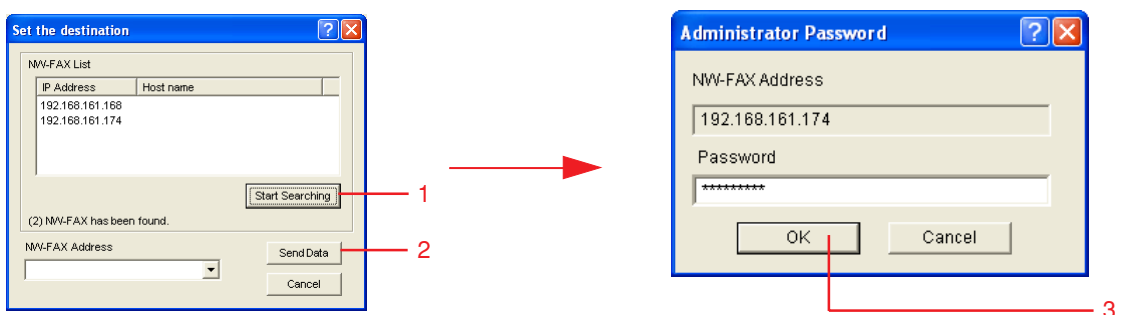 Set the destination
NW-FAX List
IP Address Host name
192.168.161.168
192.168.161.174
Start Searching
1
(2) NW-FAX has been found.
NW-FAX Address
Send Data
2
Cancel
Administrator Password
NW-FAX Address
192.168.161.174
Password
*********
OK Cancel
3